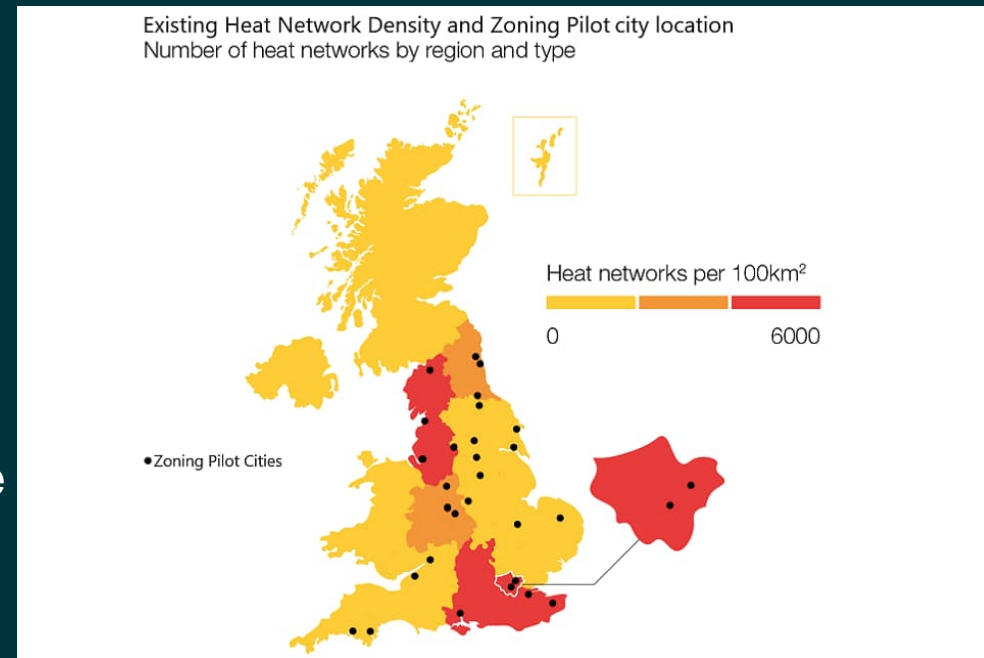 Existing Heat Network Density and Zoning Pilot city location
Number of heat networks by region and type
Heat networks per 100km²
0 6000
•Zoning Pilot Cities
e